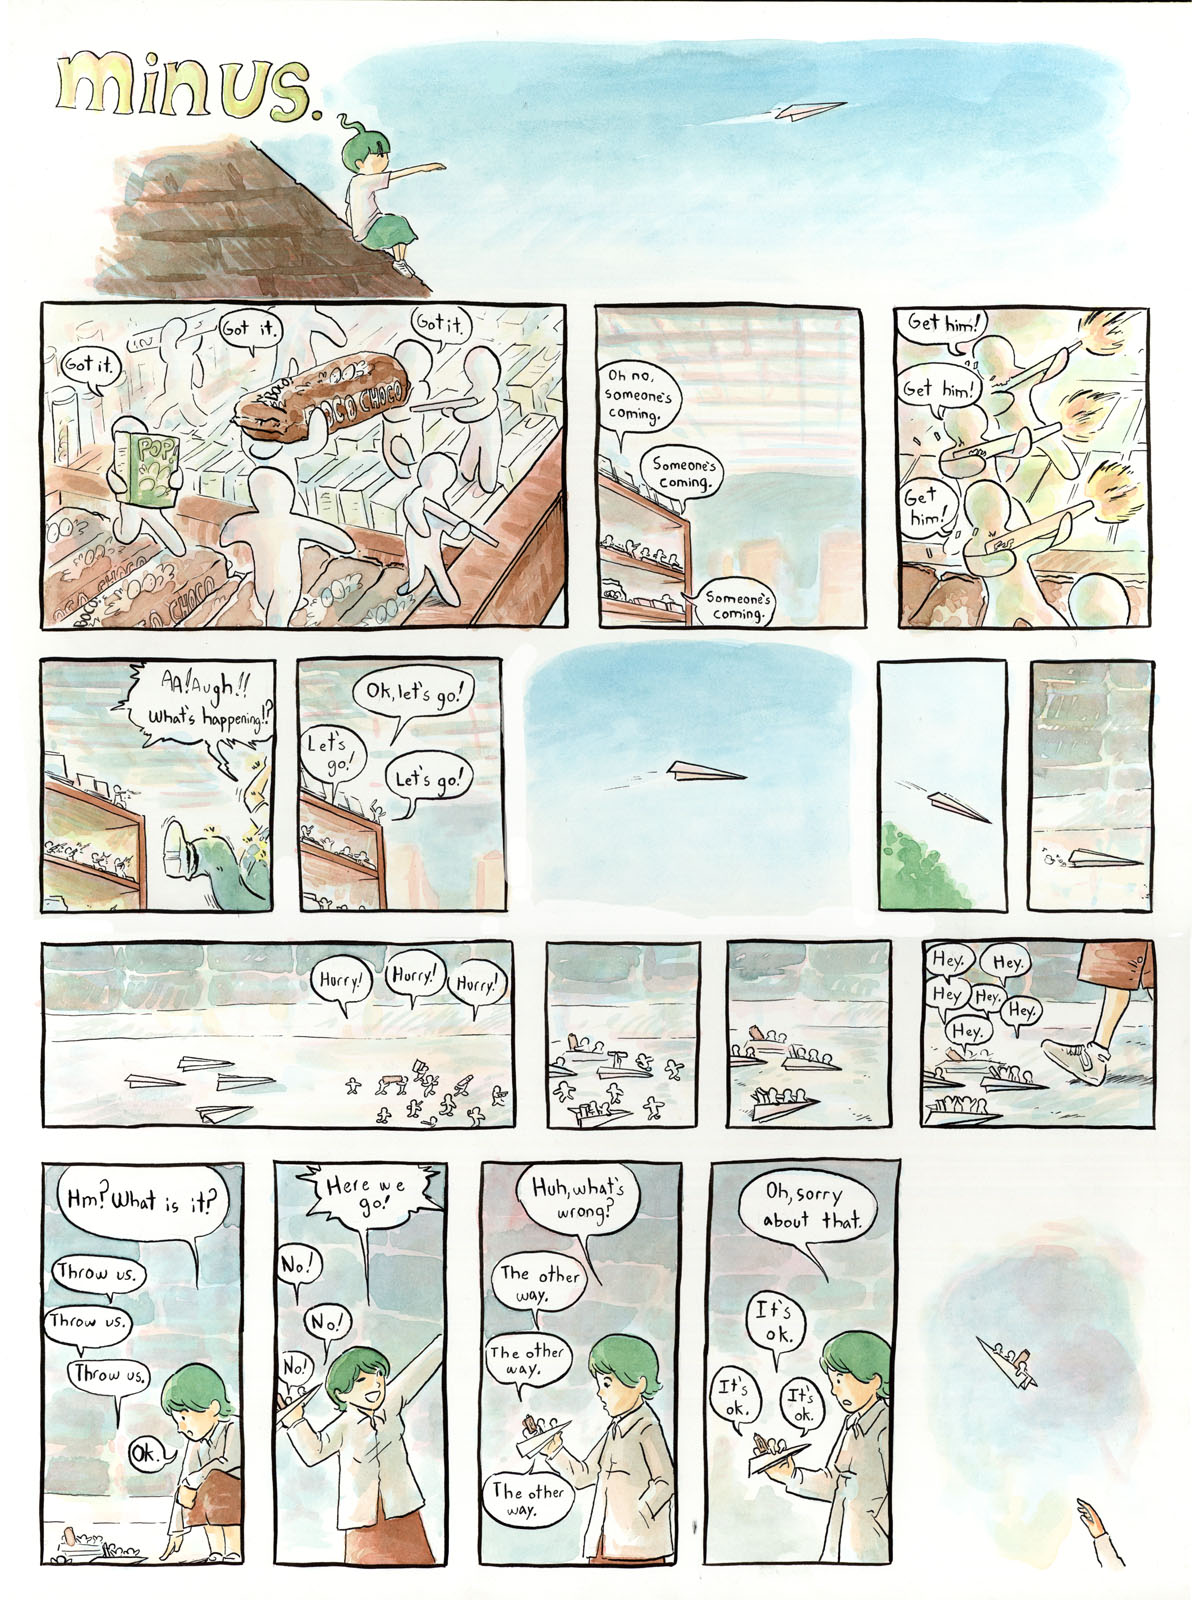 minus.
Got it.
Got it.
Got it.
POP!
BOCO
BOCO CHOCO
BOCO CHOCO
CHOCO
Oh no,
someone's
coming.
Someone's
coming.
Someone's
coming.
Get him!
Get him!
Get
him!
AA! Augh!!
What's happening!?
Ok, let's go!
Let's
go!
Let's go!
Hurry!
Hurry!
Hurry!
Hey.
Hey.
Hey
Hey.
Hey.
Hey.
Hm? What is it?
Throw us.
Throw us.
Throw us.
Ok.
Here we
go!
No!
No!
No!
Huh, what's
wrong?
The other
way.
The other
way.
The other
way.
Oh, sorry
about that.
It's
ok.
It's
ok.
It's
ok.